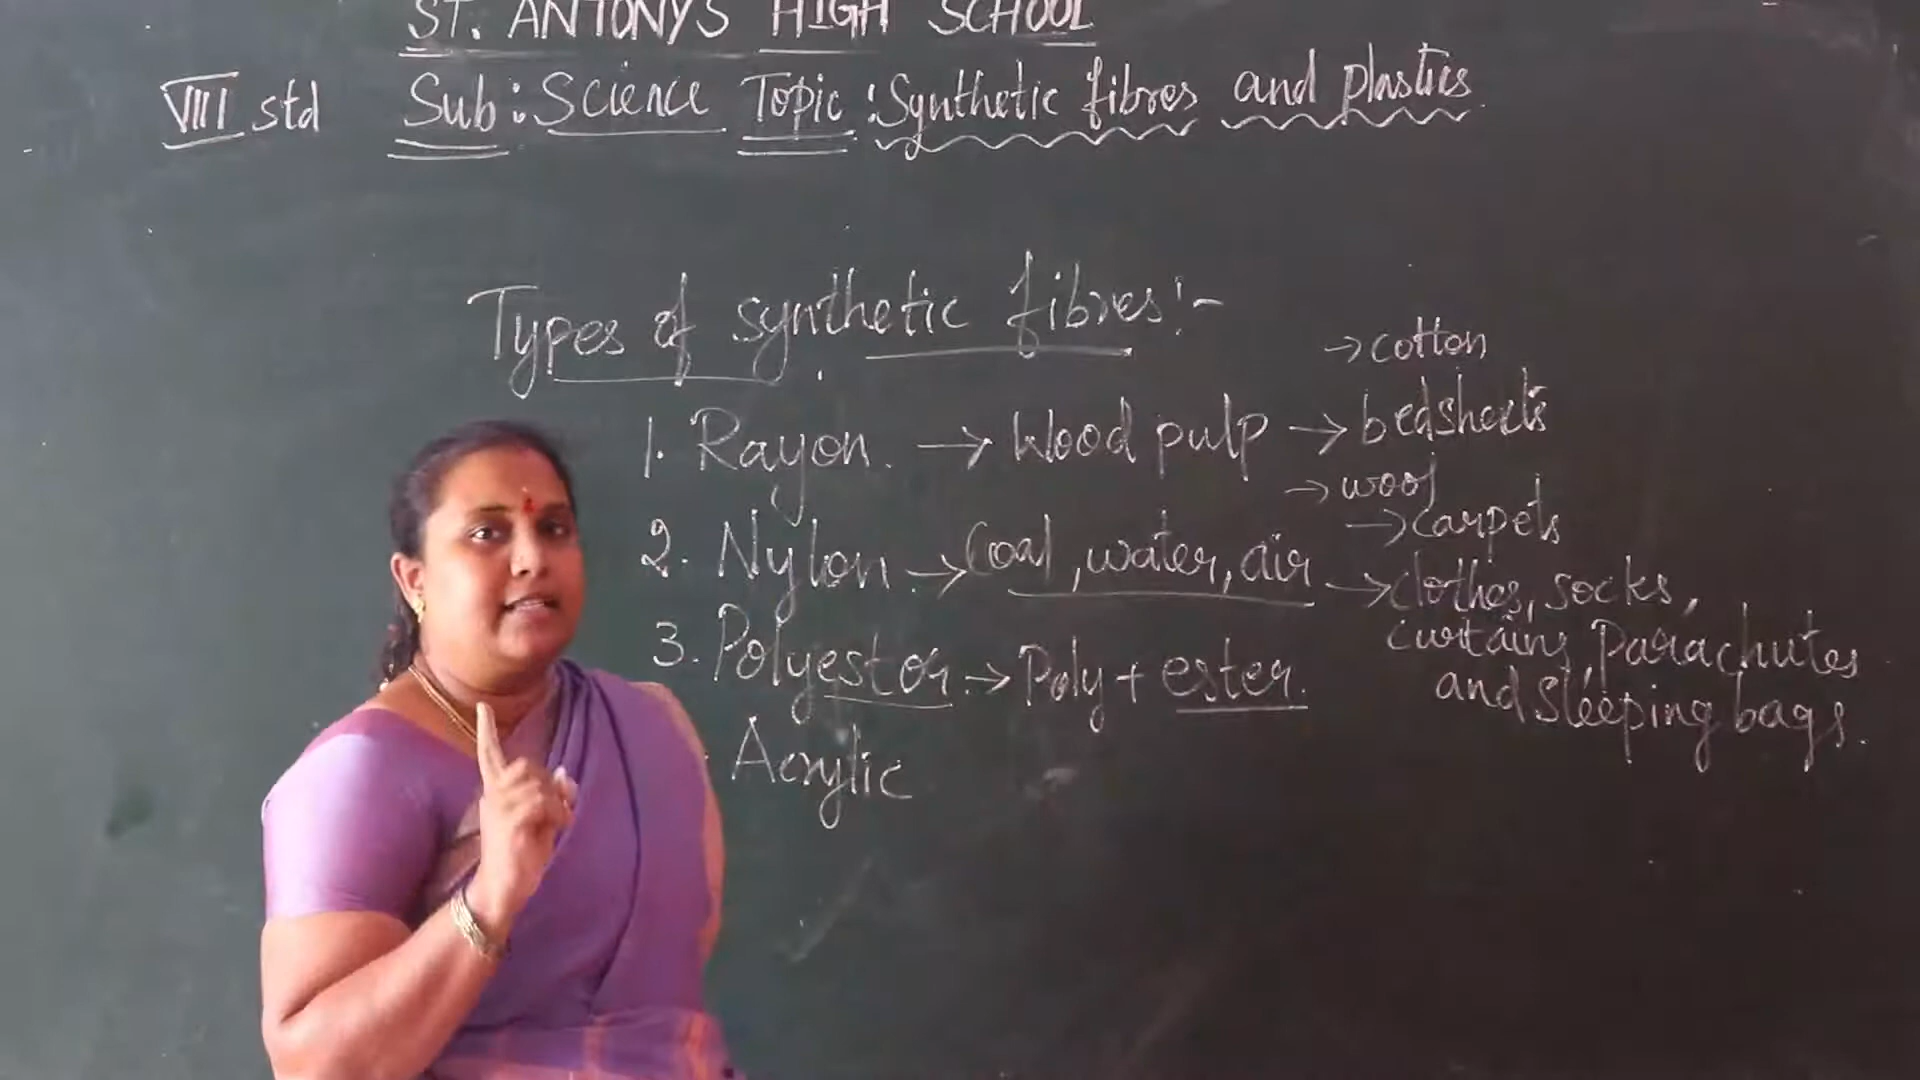 ST. ANTONYS HIGH SCHOOL
VIII std Sub: Science Topic: Synthetic fibres and plastics
Types of synthetic fibres:-
→ cotton
1. Rayon. → Wood pulp → bedsheets
→ wool
→ carpets
2. Nylon. → Coal, water, air → clothes, socks,
curtains, parachutes
and sleeping bags.
3. Polyestor. → Poly + ester.
Acrylic